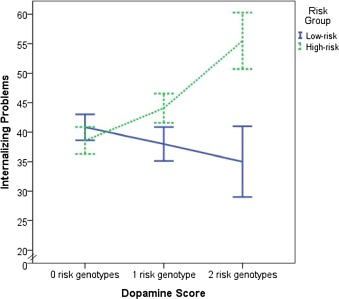 Risk
Group
Low-risk
High-risk
Internalizing Problems
60
55
50
45
40
35
30
25
20
0
0 risk genotypes 1 risk genotype 2 risk genotypes
Dopamine Score